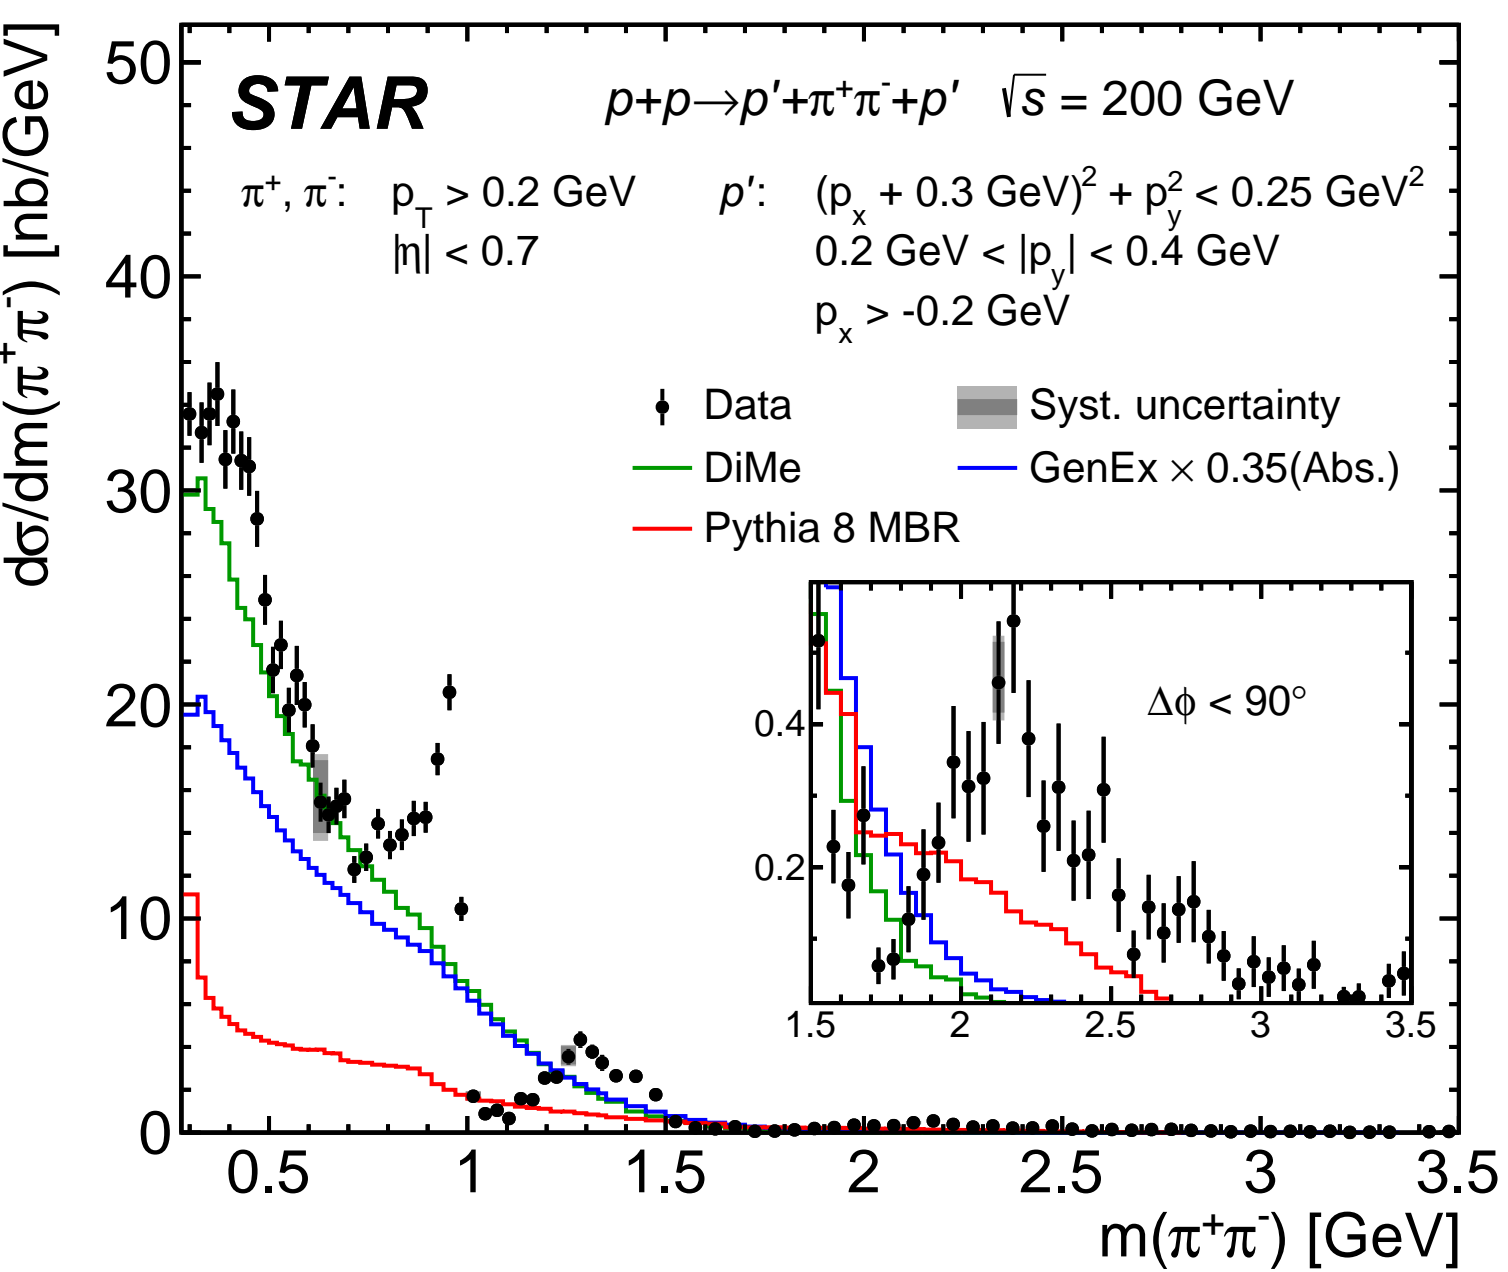 dσ/dm(π⁺π⁻) [nb/GeV]
50
40
30
20
10
0
STAR p+p→p′+π⁺π⁻+p′ √s = 200 GeV
π⁺, π⁻: p_T > 0.2 GeV p′: (p_x + 0.3 GeV)² + p_y² < 0.25 GeV²
|η| < 0.7 0.2 GeV < |p_y| < 0.4 GeV
p_x > -0.2 GeV
Data Syst. uncertainty
DiMe GenEx × 0.35(Abs.)
Pythia 8 MBR
Δϕ < 90°
0.4
0.2
1.5 2 2.5 3 3.5
0.5 1 1.5 2 2.5 3 3.5
m(π⁺π⁻) [GeV]